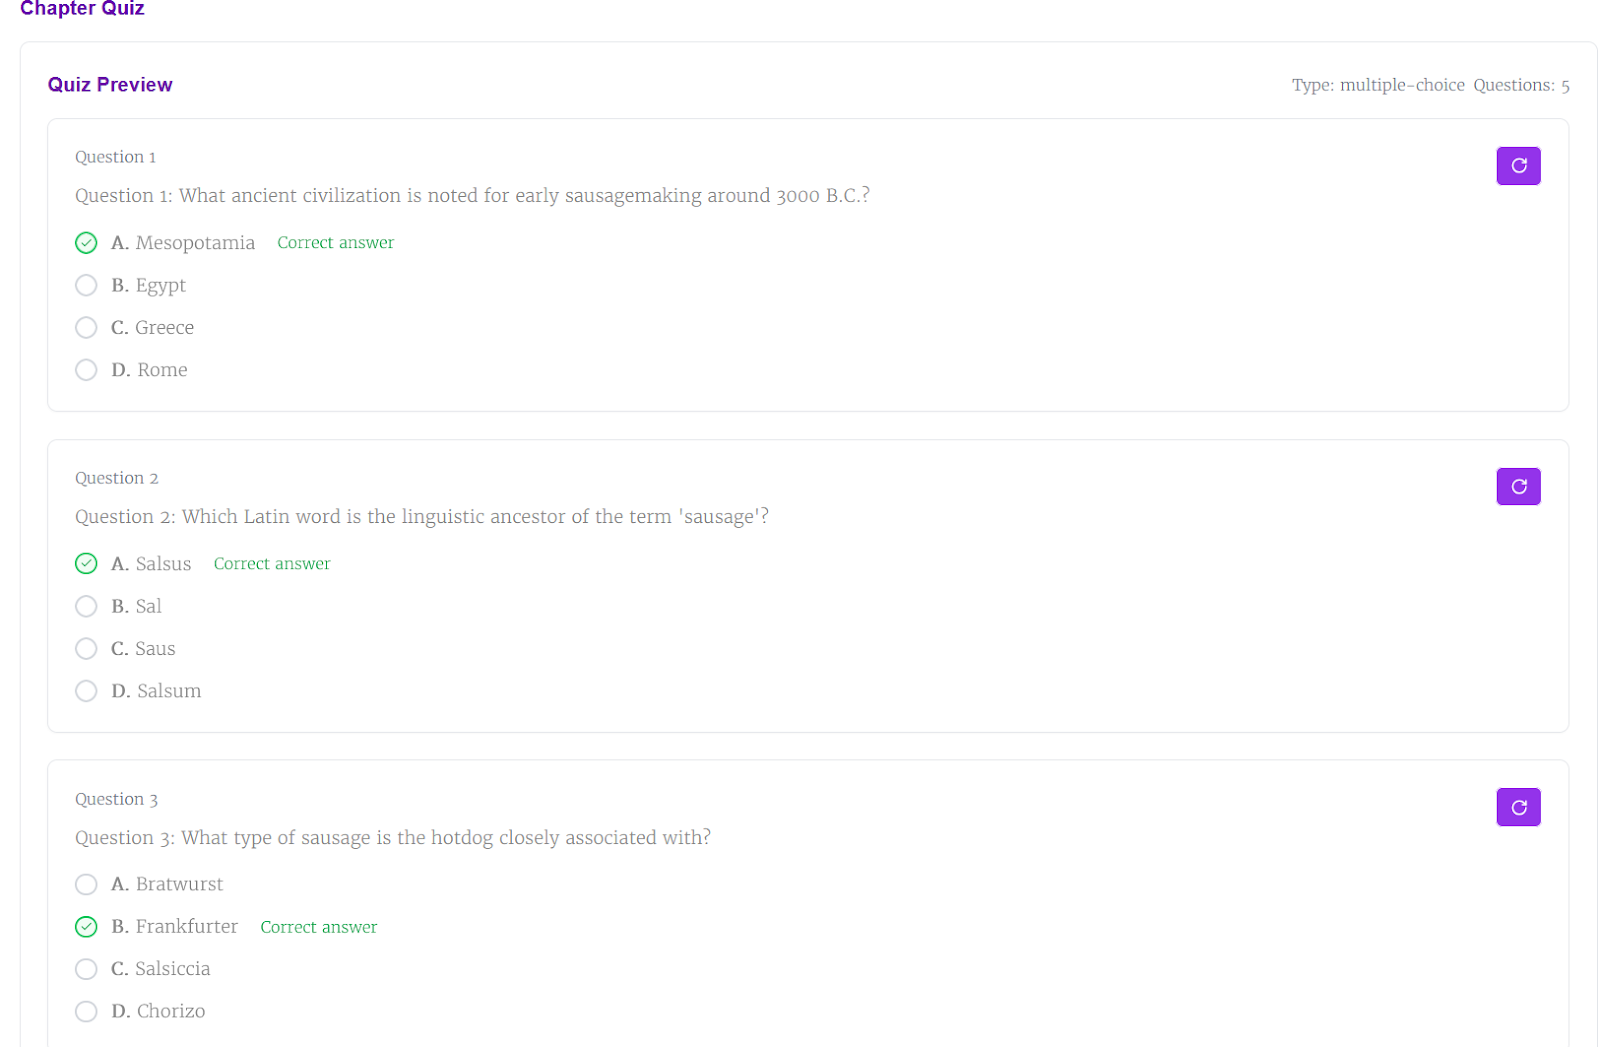 Chapter Quiz
Quiz Preview
Type: multiple-choice Questions: 5
Question 1
Question 1: What ancient civilization is noted for early sausagemaking around 3000 B.C.?
A. Mesopotamia Correct answer
B. Egypt
C. Greece
D. Rome
Question 2
Question 2: Which Latin word is the linguistic ancestor of the term 'sausage'?
A. Salsus Correct answer
B. Sal
C. Saus
D. Salsum
Question 3
Question 3: What type of sausage is the hotdog closely associated with?
A. Bratwurst
B. Frankfurter Correct answer
C. Salsiccia
D. Chorizo